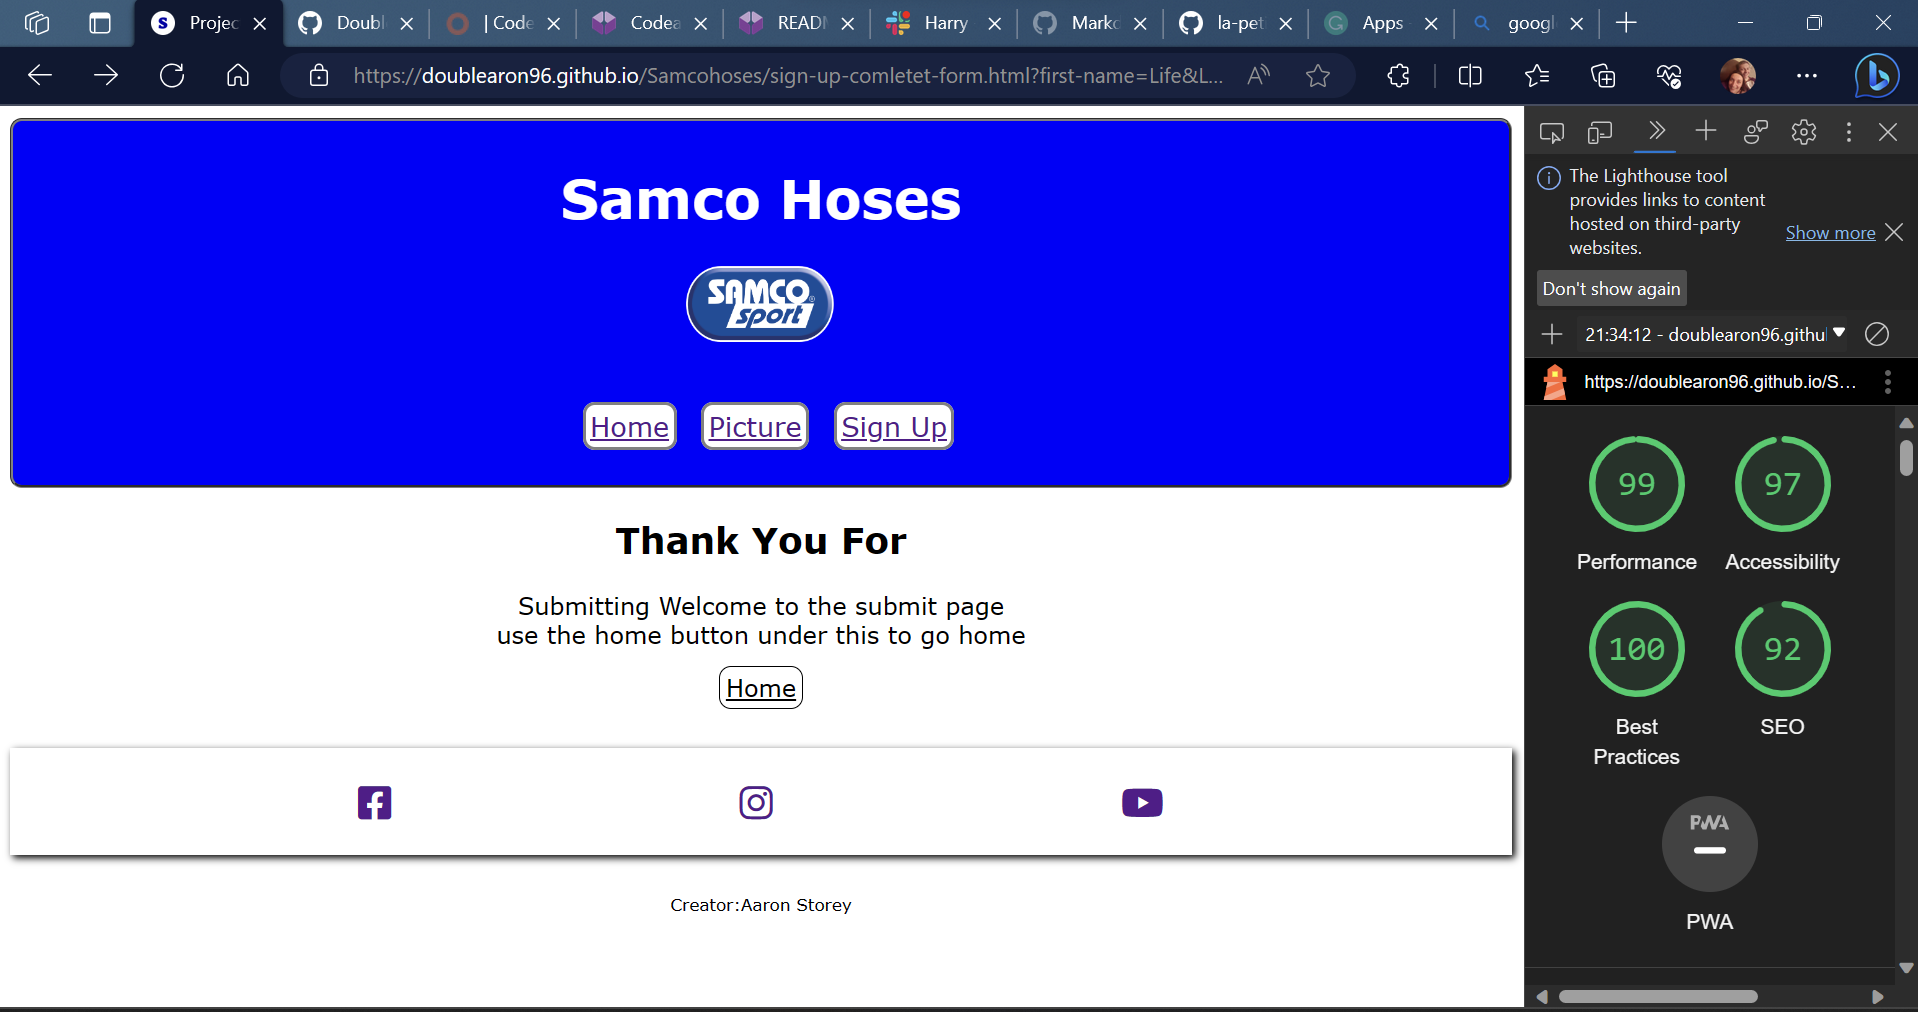 Projec
Doubl
| Code
Codea
READ
Harry
Markd
la-pet
Apps
googl
https://doublearon96.github.io/Samcohoses/sign-up-comletet-form.html?first-name=Life&L...
Samco Hoses
SAMCO®
sport
Home
Picture
Sign Up
Thank You For
Submitting Welcome to the submit page
use the home button under this to go home
Home
Creator:Aaron Storey
The Lighthouse tool
provides links to content
hosted on third-party
websites.
Show more
Don't show again
21:34:12 - doublearon96.githu
https://doublearon96.github.io/S...
99
97
Performance
Accessibility
100
92
Best
Practices
SEO
PWA
PWA